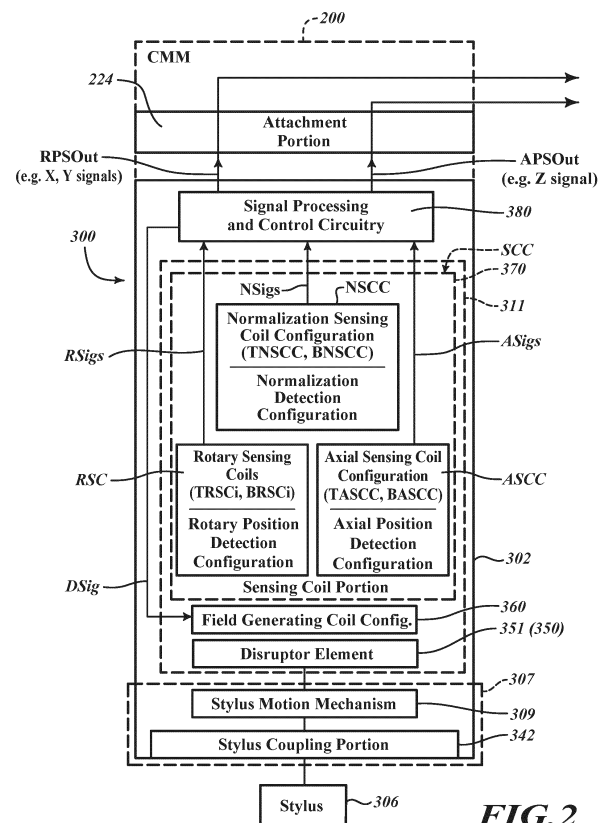 200
CMM
224
Attachment
Portion
RPSOut
(e.g. X, Y signals)
APSOut
(e.g. Z signal)
Signal Processing
and Control Circuitry
380
300
SCC
370
311
NSigs
NSCC
Normalization Sensing
Coil Configuration
(TNSCC, BNSCC)
Normalization
Detection
Configuration
RSigs
ASigs
RSC
Rotary Sensing
Coils
(TRSCi, BRSCi)
Rotary Position
Detection
Configuration
Axial Sensing Coil
Configuration
(TASCC, BASCC)
Axial Position
Detection
Configuration
ASCC
302
DSig
Sensing Coil Portion
Field Generating Coil Config.
360
351 (350)
Disruptor Element
307
Stylus Motion Mechanism
309
Stylus Coupling Portion
342
Stylus
306
FIG.2